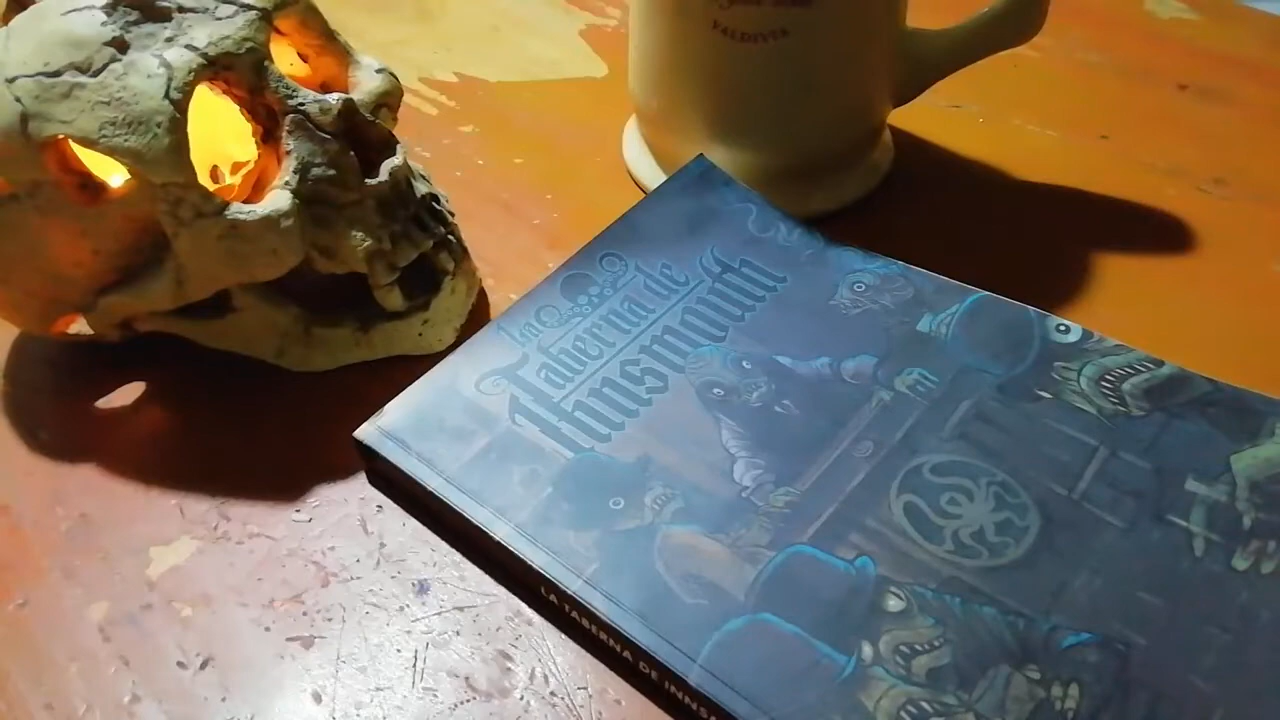 VALDIVIA
La
Taberna de
Innsmouth
LA TABERNA DE INNS